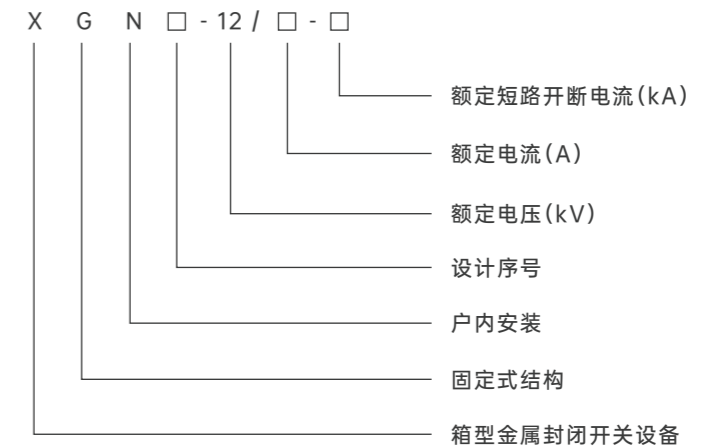 X G N □ - 12 / □ - □
额定短路开断电流(kA)
额定电流(A)
额定电压(kV)
设计序号
户内安装
固定式结构
箱型金属封闭开关设备